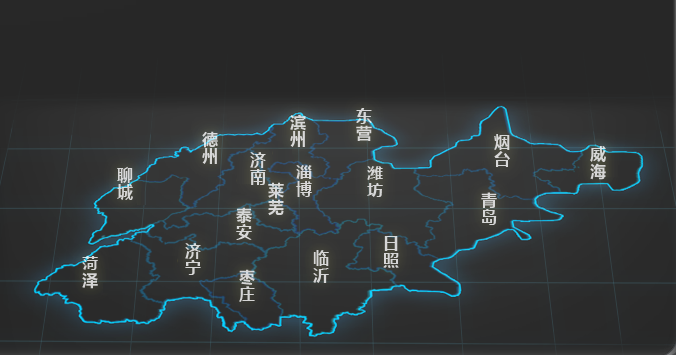 德州
滨州
东营
烟台
威海
聊城
济南
淄博
潍坊
莱芜
青岛
泰安
日照
济宁
临沂
菏泽
枣庄